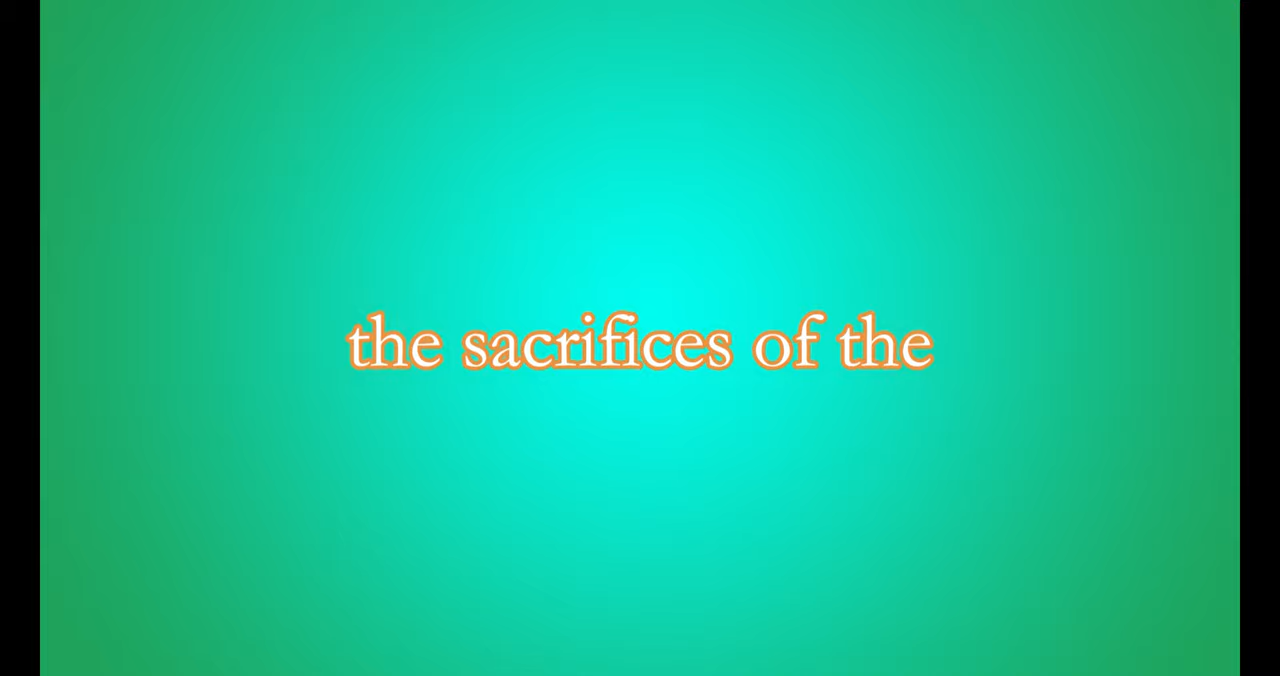 the sacrifices of the